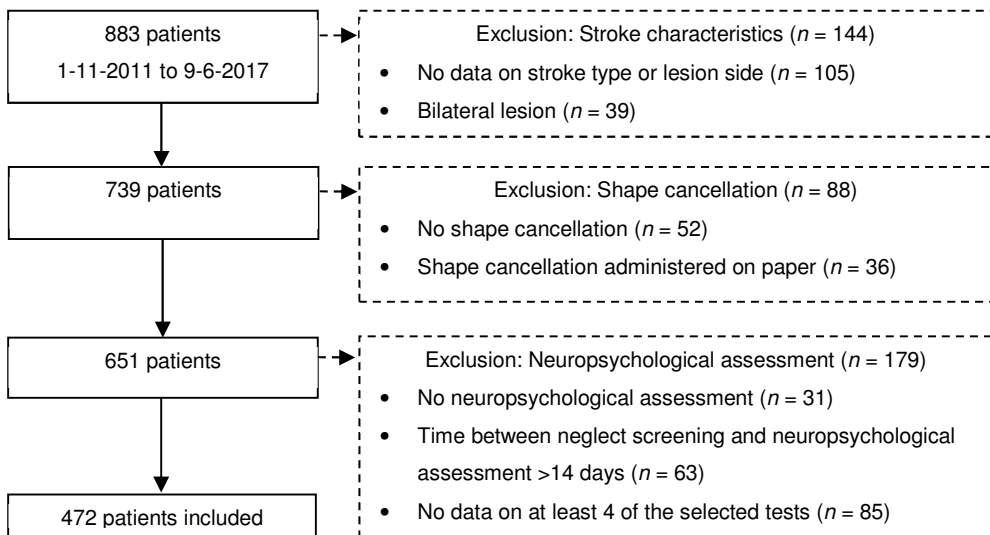 883 patients
1-11-2011 to 9-6-2017
Exclusion: Stroke characteristics (n = 144)
• No data on stroke type or lesion side (n = 105)
• Bilateral lesion (n = 39)
739 patients
Exclusion: Shape cancellation (n = 88)
• No shape cancellation (n = 52)
• Shape cancellation administered on paper (n = 36)
651 patients
Exclusion: Neuropsychological assessment (n = 179)
• No neuropsychological assessment (n = 31)
• Time between neglect screening and neuropsychological
assessment >14 days (n = 63)
• No data on at least 4 of the selected tests (n = 85)
472 patients included